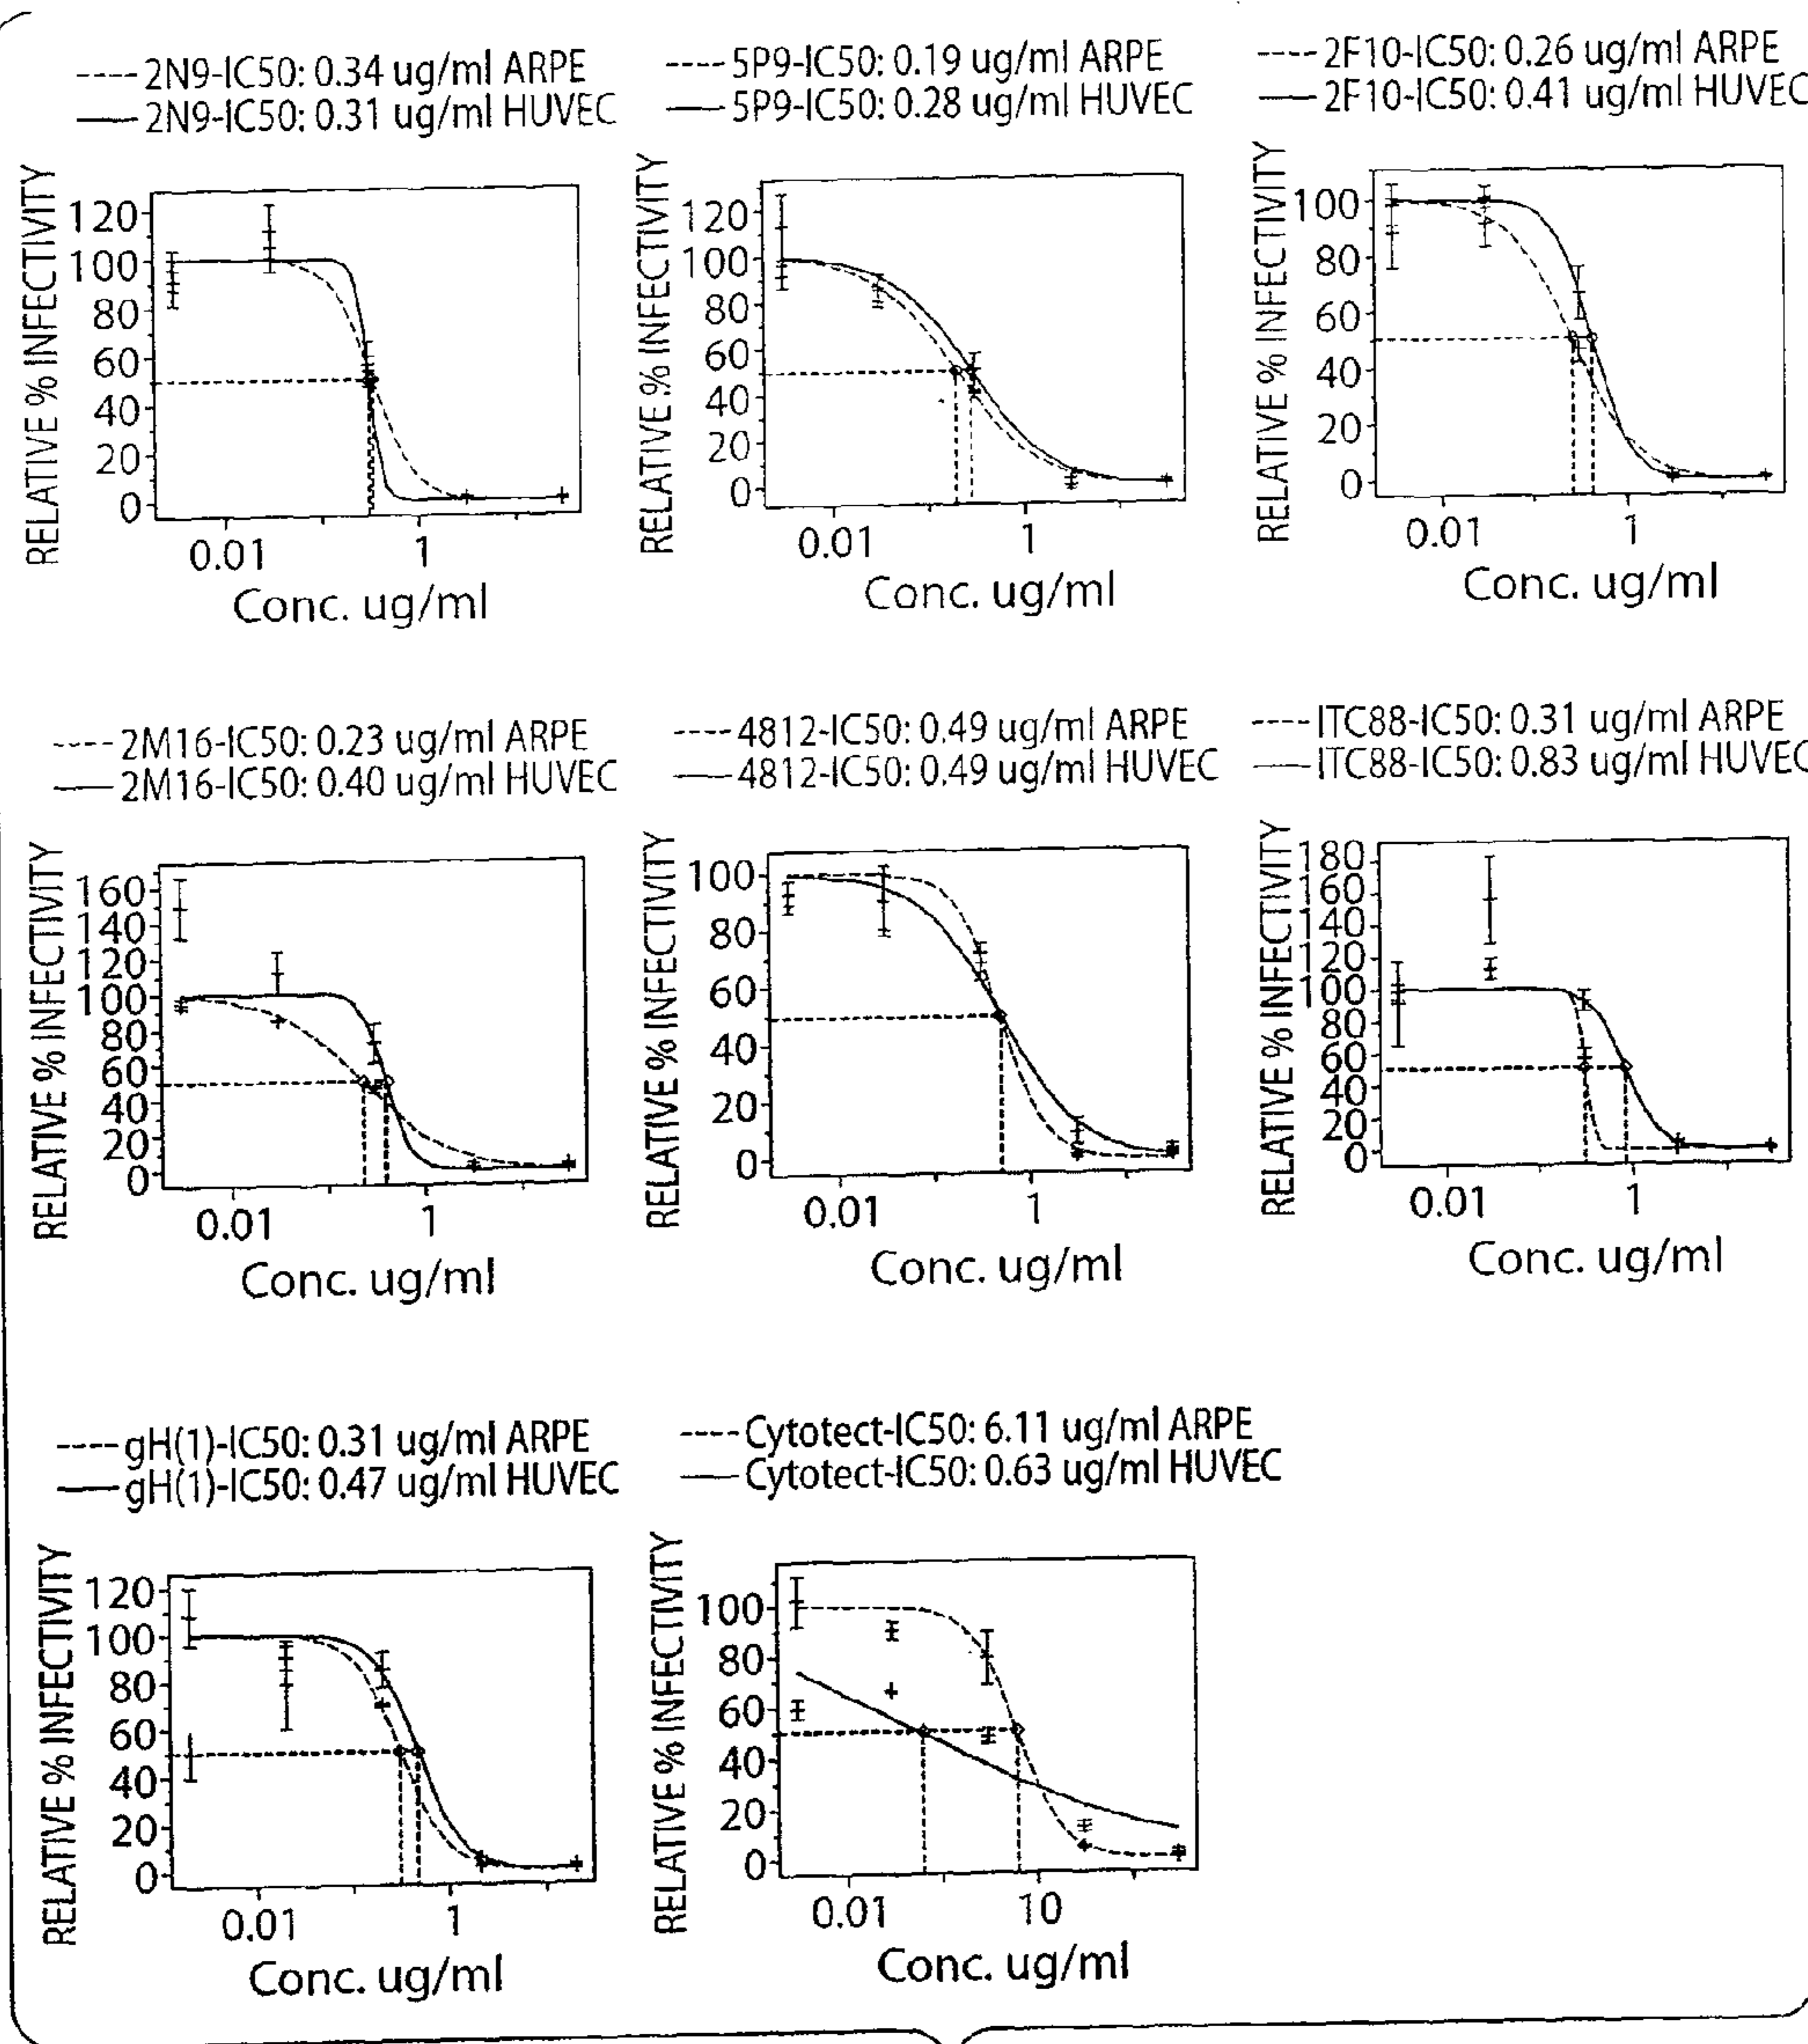 2N9-IC50: 0.34 ug/ml ARPE
2N9-IC50: 0.31 ug/ml HUVEC
RELATIVE % INFECTIVITY
120
100
80
60
40
20
0
0.01
1
Conc. ug/ml
5P9-IC50: 0.19 ug/ml ARPE
5P9-IC50: 0.28 ug/ml HUVEC
RELATIVE % INFECTIVITY
120
100
80
60
40
20
0
0.01
1
Conc. ug/ml
2F10-IC50: 0.26 ug/ml ARPE
2F10-IC50: 0.41 ug/ml HUVEC
RELATIVE % INFECTIVITY
100
80
60
40
20
0
0.01
1
Conc. ug/ml
2M16-IC50: 0.23 ug/ml ARPE
2M16-IC50: 0.40 ug/ml HUVEC
RELATIVE % INFECTIVITY
160
140
120
100
80
60
40
20
0
0.01
1
Conc. ug/ml
4812-IC50: 0.49 ug/ml ARPE
4812-IC50: 0.49 ug/ml HUVEC
RELATIVE % INFECTIVITY
100
80
60
40
20
0
0.01
1
Conc. ug/ml
ITC88-IC50: 0.31 ug/ml ARPE
ITC88-IC50: 0.83 ug/ml HUVEC
RELATIVE % INFECTIVITY
180
160
140
120
100
80
60
40
20
0
0.01
1
Conc. ug/ml
gH(1)-IC50: 0.31 ug/ml ARPE
gH(1)-IC50: 0.47 ug/ml HUVEC
RELATIVE % INFECTIVITY
120
100
80
60
40
20
0
0.01
1
Conc. ug/ml
Cytotect-IC50: 6.11 ug/ml ARPE
Cytotect-IC50: 0.63 ug/ml HUVEC
RELATIVE % INFECTIVITY
100
80
60
40
20
0
0.01
10
Conc. ug/ml